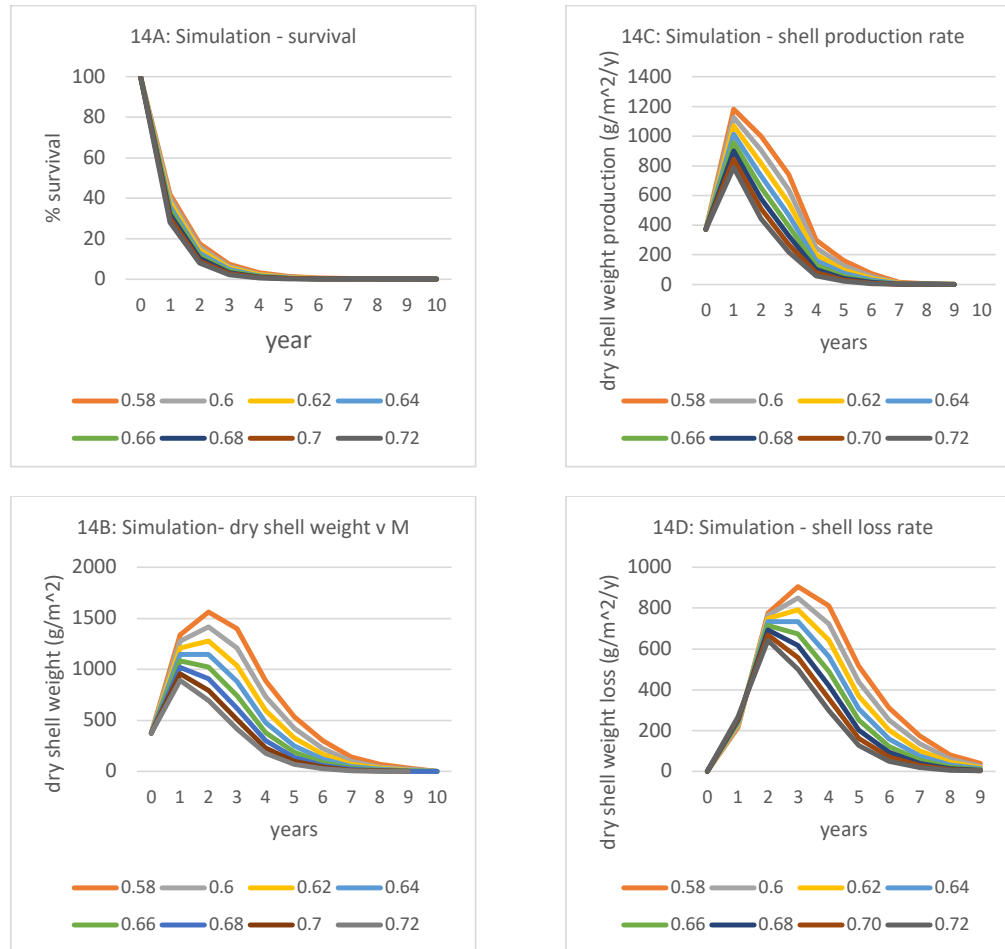 14A: Simulation - survival
% survival
100
80
60
40
20
0
0 1 2 3 4 5 6 7 8 9 10
year
0.58 0.6 0.62 0.64
0.66 0.68 0.7 0.72
14C: Simulation - shell production rate
dry shell weight production (g/m^2/y)
1400
1200
1000
800
600
400
200
0
0 1 2 3 4 5 6 7 8 9 10
years
0.58 0.6 0.62 0.64
0.66 0.68 0.70 0.72
14B: Simulation- dry shell weight v M
dry shell weight (g/m^2)
2000
1500
1000
500
0
0 1 2 3 4 5 6 7 8 9 10
years
0.58 0.6 0.62 0.64
0.66 0.68 0.7 0.72
14D: Simulation - shell loss rate
dry shell weight loss (g/m^2/y)
1000
800
600
400
200
0
0 1 2 3 4 5 6 7 8 9
years
0.58 0.6 0.62 0.64
0.66 0.68 0.70 0.72